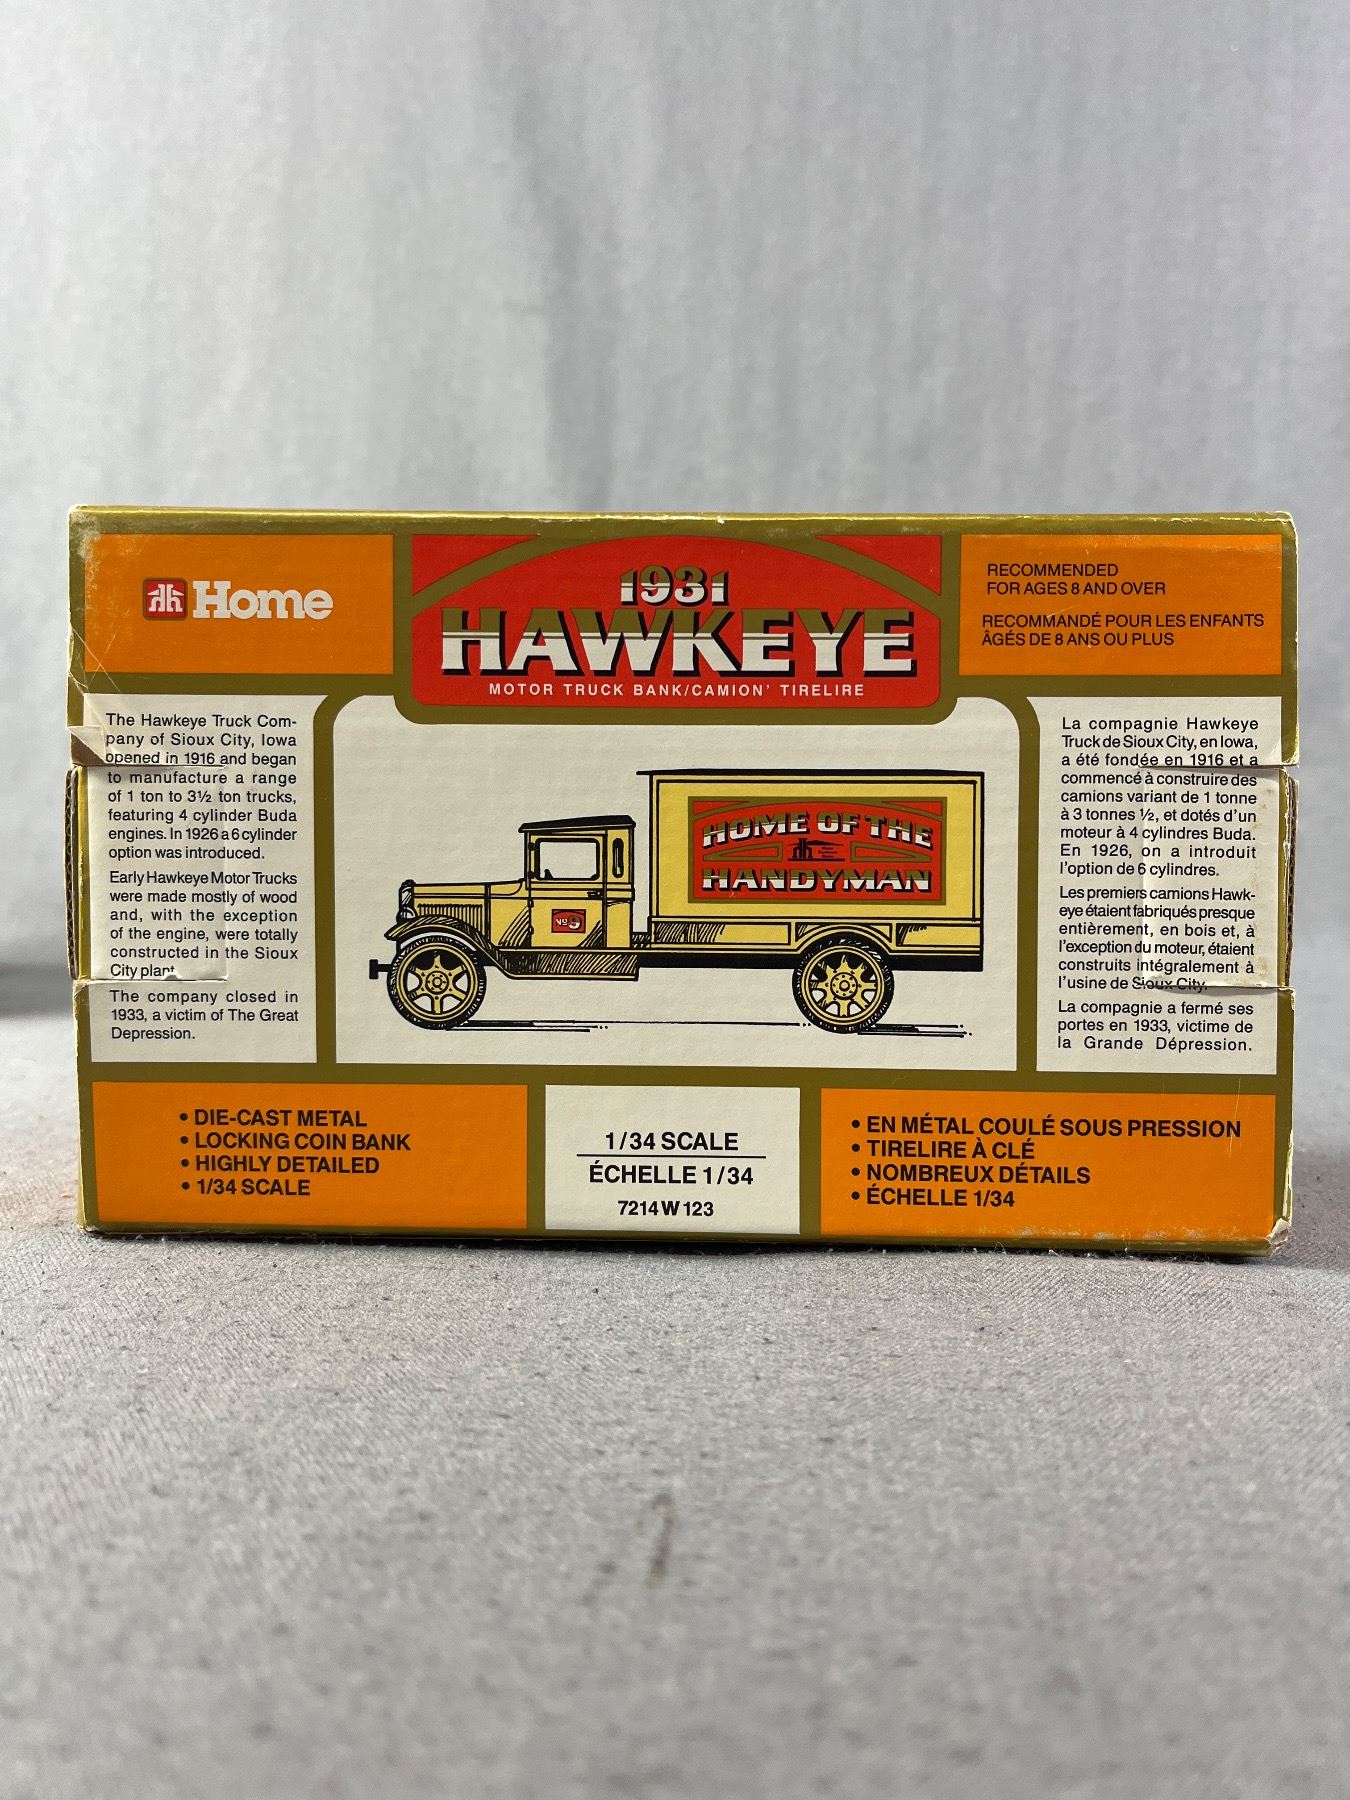 Home
1931
HAWKEYE
MOTOR TRUCK BANK/CAMION' TIRELIRE
RECOMMENDED
FOR AGES 8 AND OVER
RECOMMANDÉ POUR LES ENFANTS
ÂGÉS DE 8 ANS OU PLUS
The Hawkeye Truck Com-
pany of Sioux City, Iowa
opened in 1916 and began
to manufacture a range
of 1 ton to 3½ ton trucks,
featuring 4 cylinder Buda
engines. In 1926 a 6 cylinder
option was introduced.
Early Hawkeye Motor Trucks
were made mostly of wood
and, with the exception
of the engine, were totally
constructed in the Sioux
City plant.
The company closed in
1933, a victim of The Great
Depression.
HOME OF THE
HANDYMAN
No 9
La compagnie Hawkeye
Truck de Sioux City, en Iowa,
a été fondée en 1916 et a
commencé à construire des
camions variant de 1 tonne
à 3 tonnes ½, et dotés d'un
moteur à 4 cylindres Buda.
En 1926, on a introduit
l'option de 6 cylindres.
Les premiers camions Hawk-
eye étaient fabriqués presque
entièrement, en bois et, à
l'exception du moteur, étaient
construits intégralement à
l'usine de Sioux City.
La compagnie a fermé ses
portes en 1933, victime de
la Grande Dépression.
• DIE-CAST METAL
• LOCKING COIN BANK
• HIGHLY DETAILED
• 1/34 SCALE
1/34 SCALE
ÉCHELLE 1/34
7214 W 123
• EN MÉTAL COULÉ SOUS PRESSION
• TIRELIRE À CLÉ
• NOMBREUX DÉTAILS
• ÉCHELLE 1/34